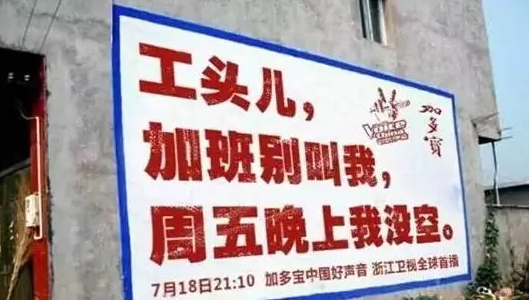 工头儿，
加班别叫我，
周五晚上我没空。
Voice
China
加多宝
7月18日21:10 加多宝中国好声音 浙江卫视全球首播